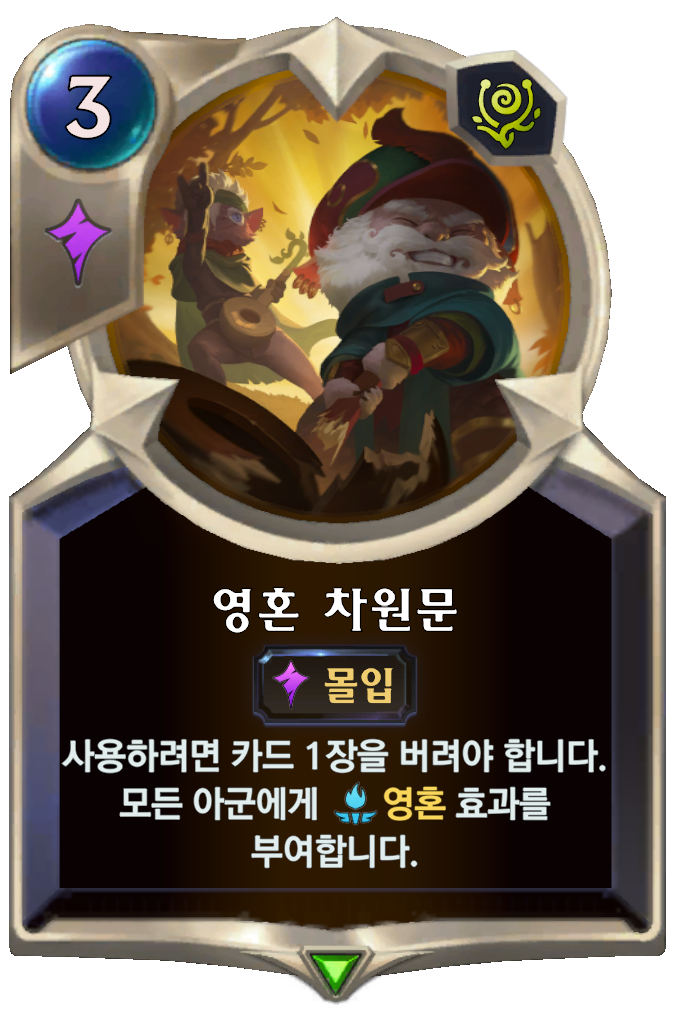 3
영혼 차원문
몰입
사용하려면 카드 1장을 버려야 합니다.
모든 아군에게 영혼 효과를
부여합니다.